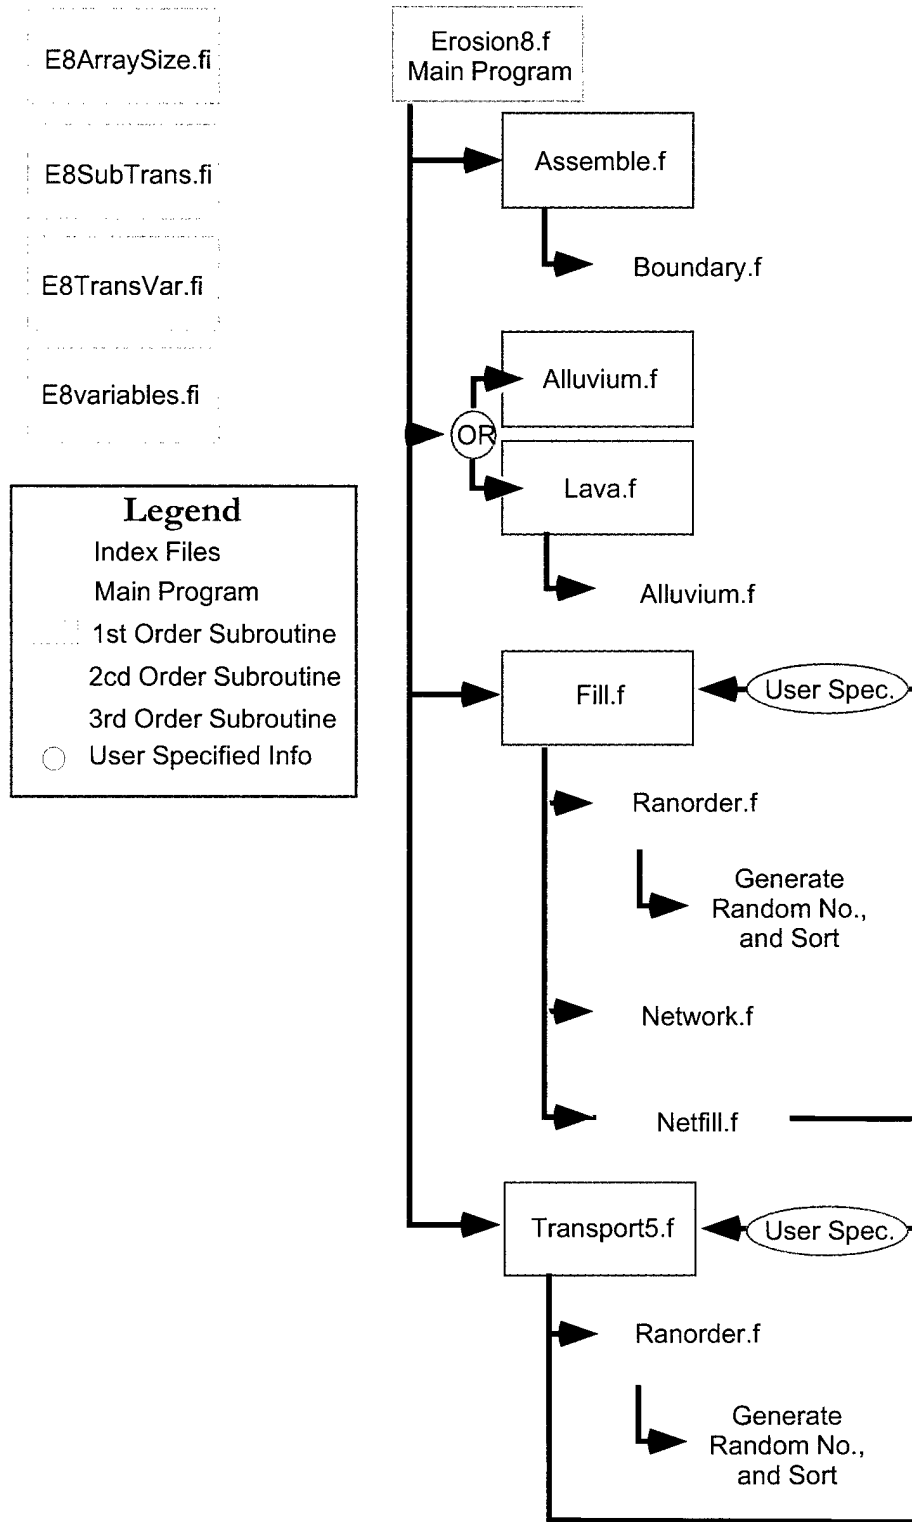 E8ArraySize.fi
E8SubTrans.fi
E8TransVar.fi
E8variables.fi
Legend
Index Files
Main Program
1st Order Subroutine
2cd Order Subroutine
3rd Order Subroutine
User Specified Info
Erosion8.f
Main Program
Assemble.f
Boundary.f
Alluvium.f
OR
Lava.f
Alluvium.f
Fill.f
User Spec.
Ranorder.f
Generate
Random No.,
and Sort
Network.f
Netfill.f
Transport5.f
User Spec.
Ranorder.f
Generate
Random No.,
and Sort